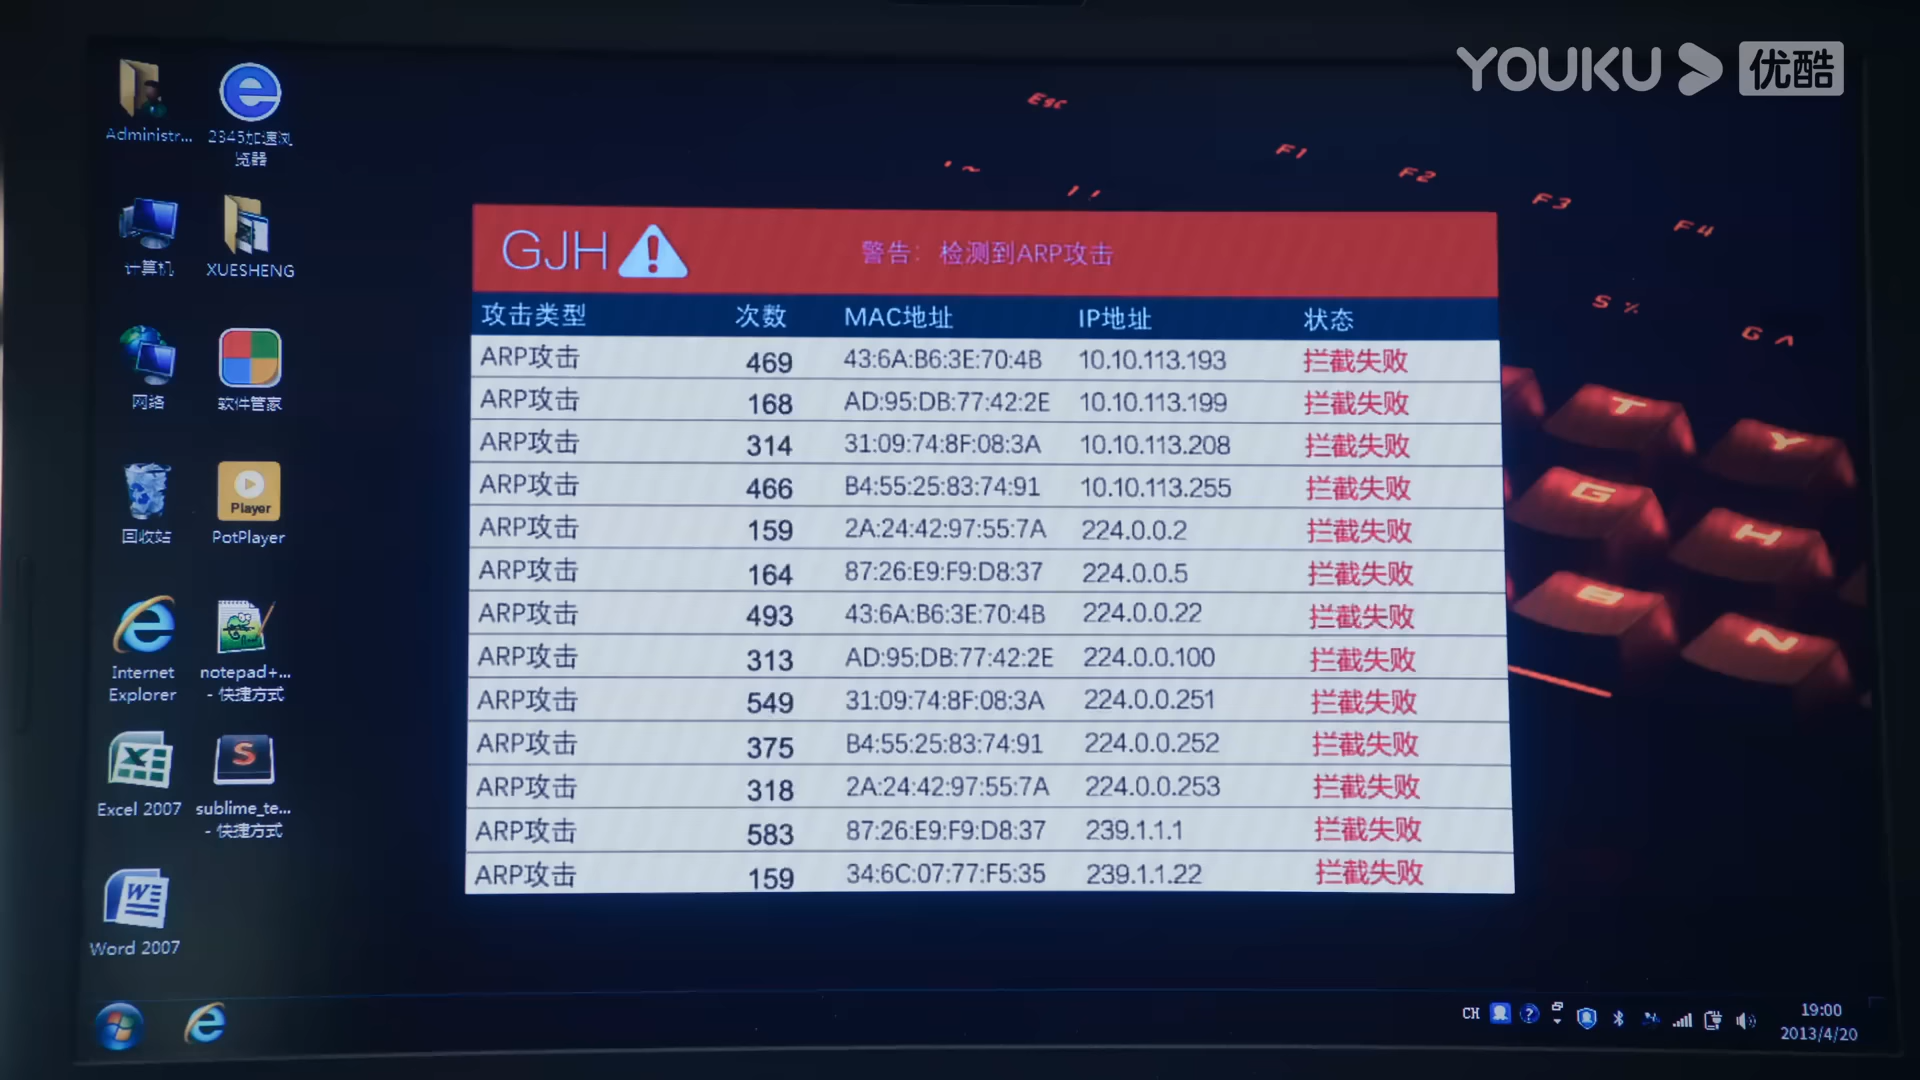 YOUKU 优酷
Administr...
2345加速浏
览器
计算机
XUESHENG
网络
软件管家
回收站
Player
PotPlayer
Internet
Explorer
notepad+...
- 快捷方式
Excel 2007
sublime_te...
- 快捷方式
Word 2007
Esc
F1
F2
F3
F4
5 %
6 ^
T
Y
G
H
B
N
GJH
警告：检测到ARP攻击
攻击类型 次数 MAC地址 IP地址 状态
ARP攻击 469 43:6A:B6:3E:70:4B 10.10.113.193 拦截失败
ARP攻击 168 AD:95:DB:77:42:2E 10.10.113.199 拦截失败
ARP攻击 314 31:09:74:8F:08:3A 10.10.113.208 拦截失败
ARP攻击 466 B4:55:25:83:74:91 10.10.113.255 拦截失败
ARP攻击 159 2A:24:42:97:55:7A 224.0.0.2 拦截失败
ARP攻击 164 87:26:E9:F9:D8:37 224.0.0.5 拦截失败
ARP攻击 493 43:6A:B6:3E:70:4B 224.0.0.22 拦截失败
ARP攻击 313 AD:95:DB:77:42:2E 224.0.0.100 拦截失败
ARP攻击 549 31:09:74:8F:08:3A 224.0.0.251 拦截失败
ARP攻击 375 B4:55:25:83:74:91 224.0.0.252 拦截失败
ARP攻击 318 2A:24:42:97:55:7A 224.0.0.253 拦截失败
ARP攻击 583 87:26:E9:F9:D8:37 239.1.1.1 拦截失败
ARP攻击 159 34:6C:07:77:F5:35 239.1.1.22 拦截失败
CH
19:00
2013/4/20